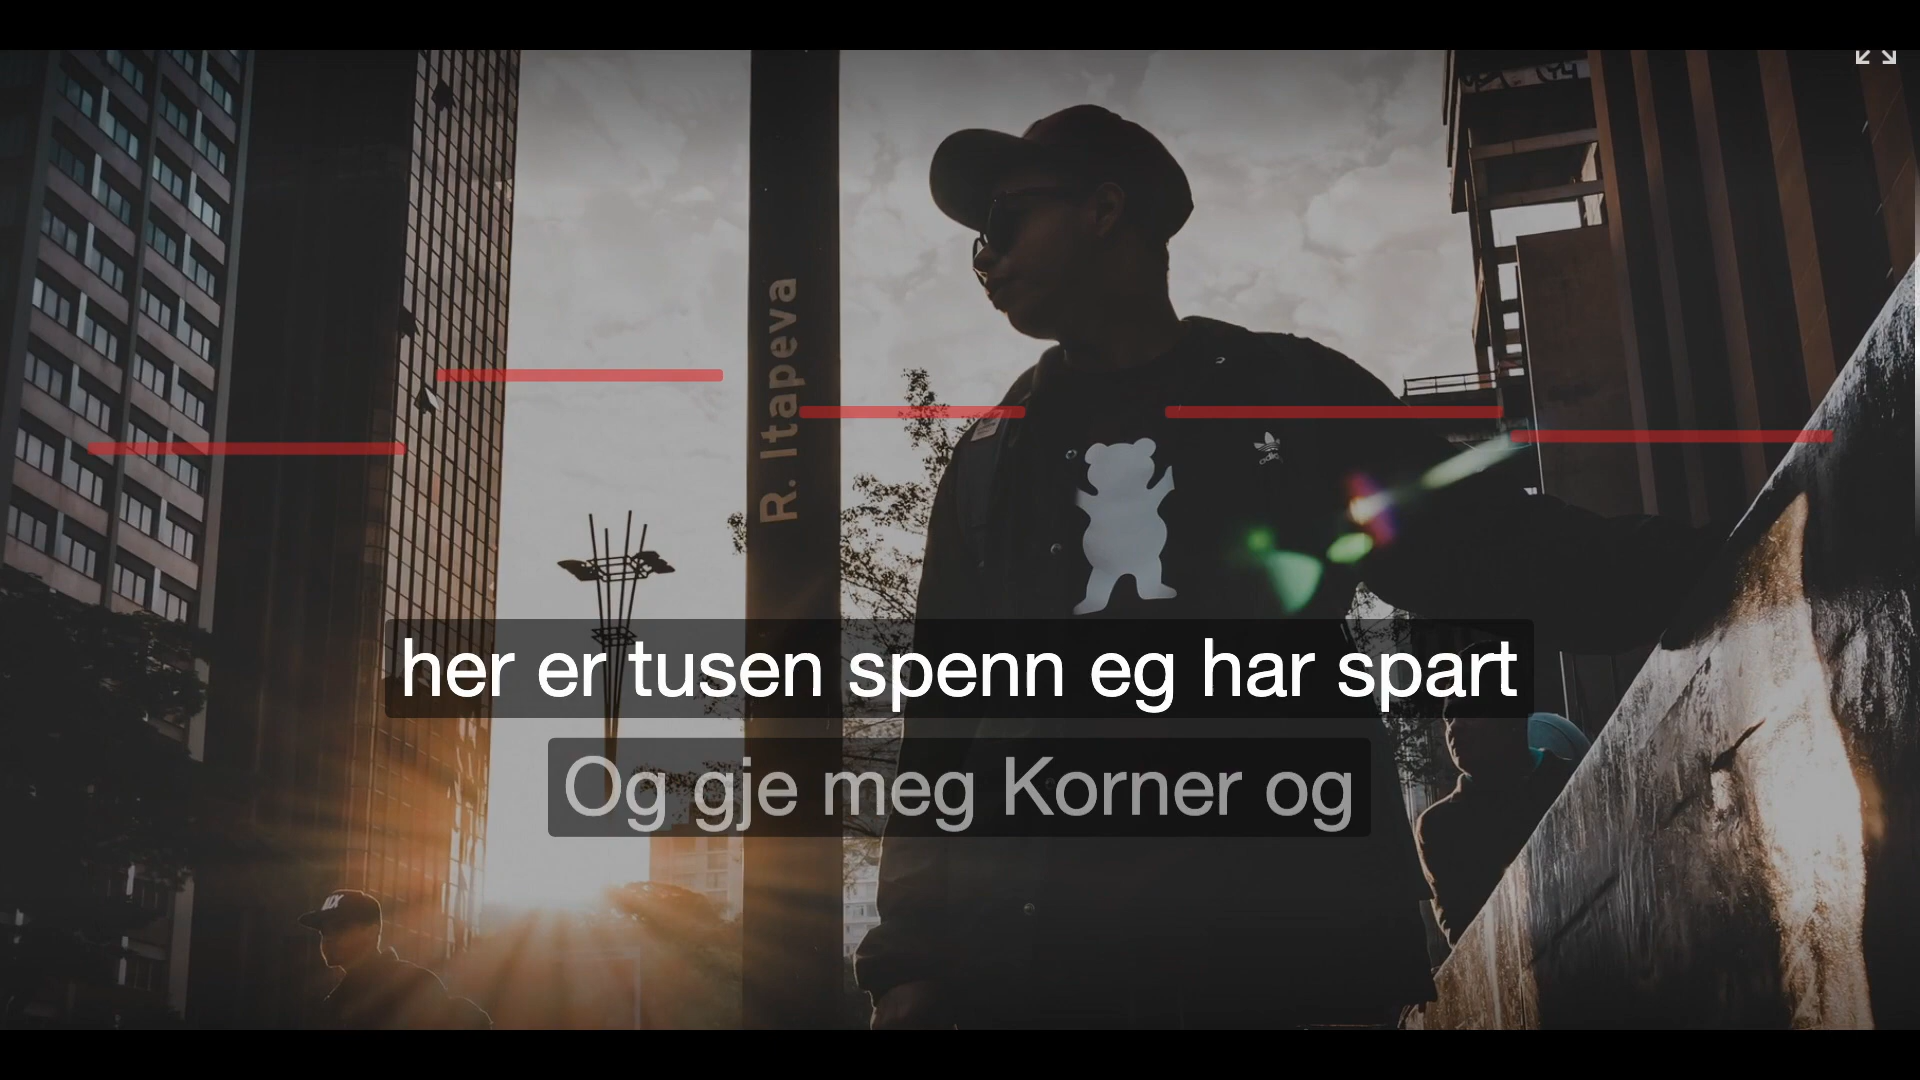 R. Itapeva
her er tusen spenn eg har spart
Og gje meg Korner og